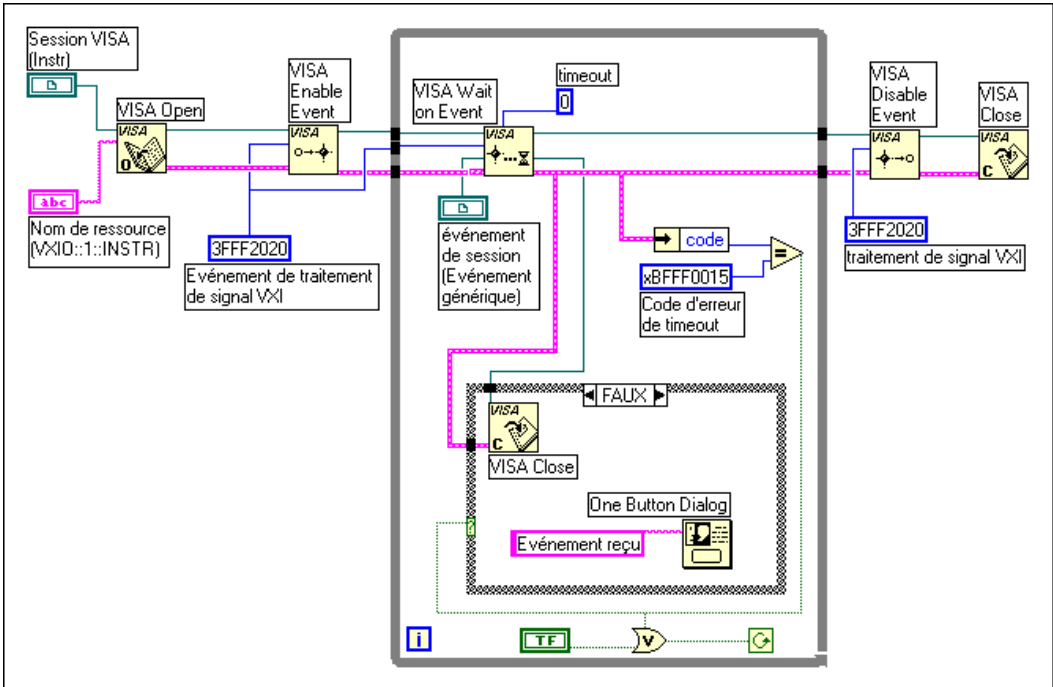 Session VISA
(Instr)
VISA Open
VISA
O
abc
Nom de ressource
(VXI0::1::INSTR)
VISA
Enable
Event
VISA
3FFF2020
Evénement de traitement
de signal VXI
VISA Wait
on Event
VISA
timeout
0
événement
de session
(Evénement
générique)
code
=
xBFFF0015
Code d'erreur
de timeout
FAUX
VISA
C
VISA Close
?
One Button Dialog
Evénement reçu
i
TF
V
VISA
Disable
Event
VISA
3FFF2020
traitement de signal VXI
VISA
Close
VISA
C